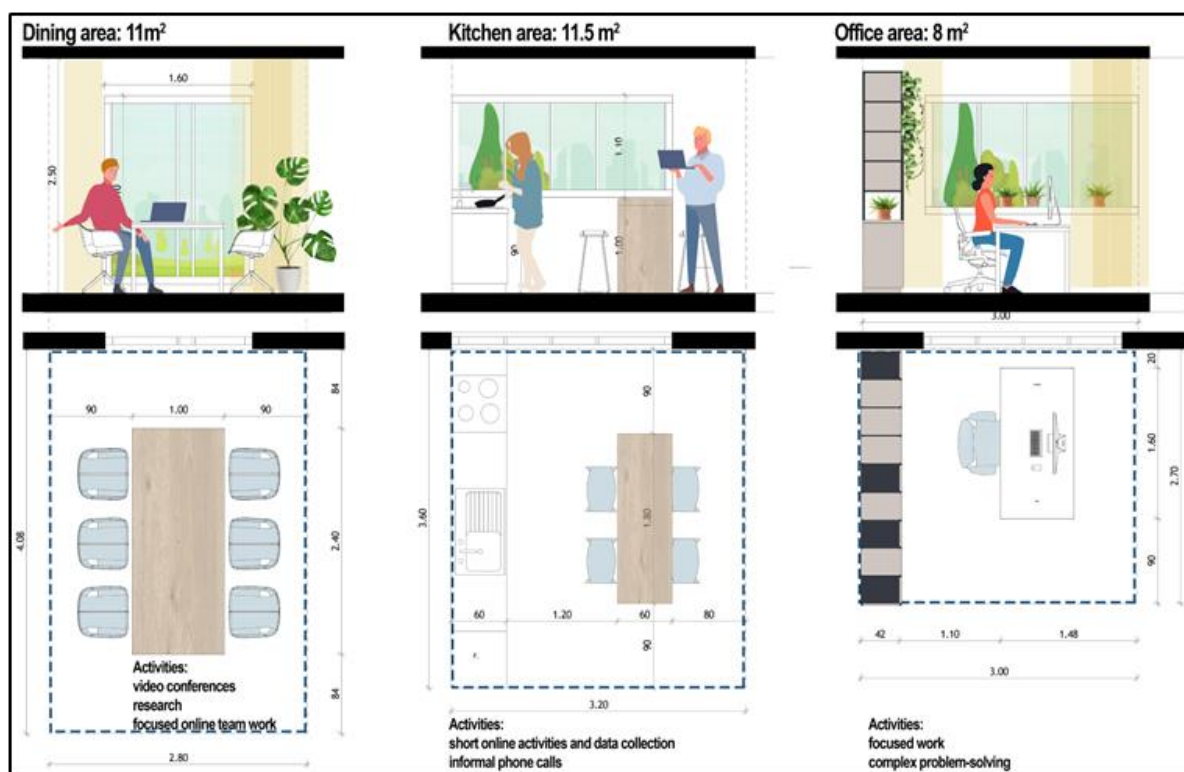 Dining area: 11m²
Kitchen area: 11.5 m²
Office area: 8 m²
1.60
2.50
1.10
90
1.00
3.00
90
1.00
90
84
2.40
84
4.08
2.80
Activities:
video conferences
research
focused online team work
90
1.80
90
3.60
60
1.20
60
80
3.20
Activities:
short online activities and data collection
informal phone calls
20
1.60
90
2.70
42
1.10
1.48
3.00
Activities:
focused work
complex problem-solving